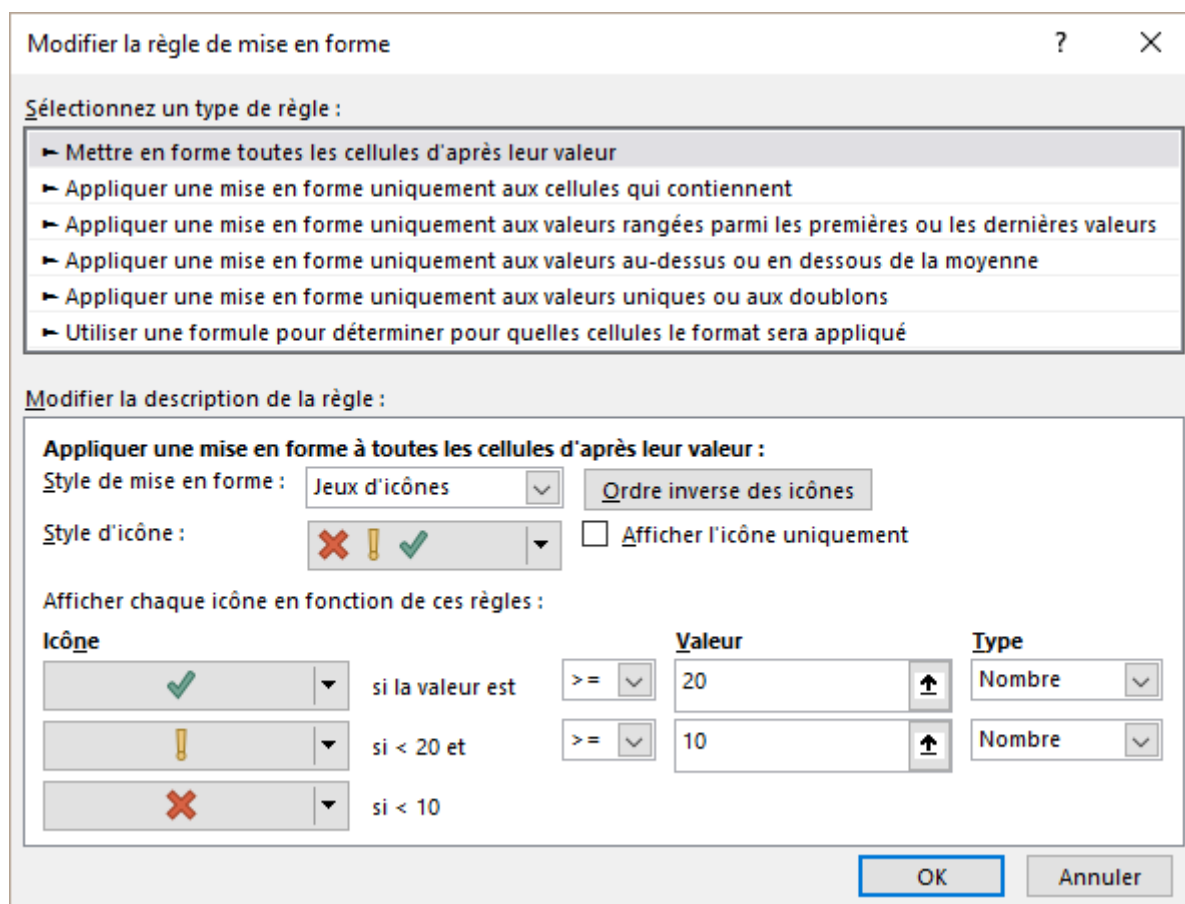 Modifier la règle de mise en forme ?
Sélectionnez un type de règle :
► Mettre en forme toutes les cellules d'après leur valeur
► Appliquer une mise en forme uniquement aux cellules qui contiennent
► Appliquer une mise en forme uniquement aux valeurs rangées parmi les premières ou les dernières valeurs
► Appliquer une mise en forme uniquement aux valeurs au-dessus ou en dessous de la moyenne
► Appliquer une mise en forme uniquement aux valeurs uniques ou aux doublons
► Utiliser une formule pour déterminer pour quelles cellules le format sera appliqué
Modifier la description de la règle :
Appliquer une mise en forme à toutes les cellules d'après leur valeur :
Style de mise en forme : Jeux d'icônes Ordre inverse des icônes
Style d'icône : Afficher l'icône uniquement
Afficher chaque icône en fonction de ces règles :
Icône Valeur Type
si la valeur est >= 20 Nombre
si < 20 et >= 10 Nombre
si < 10
OK Annuler